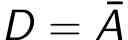 D = Ā